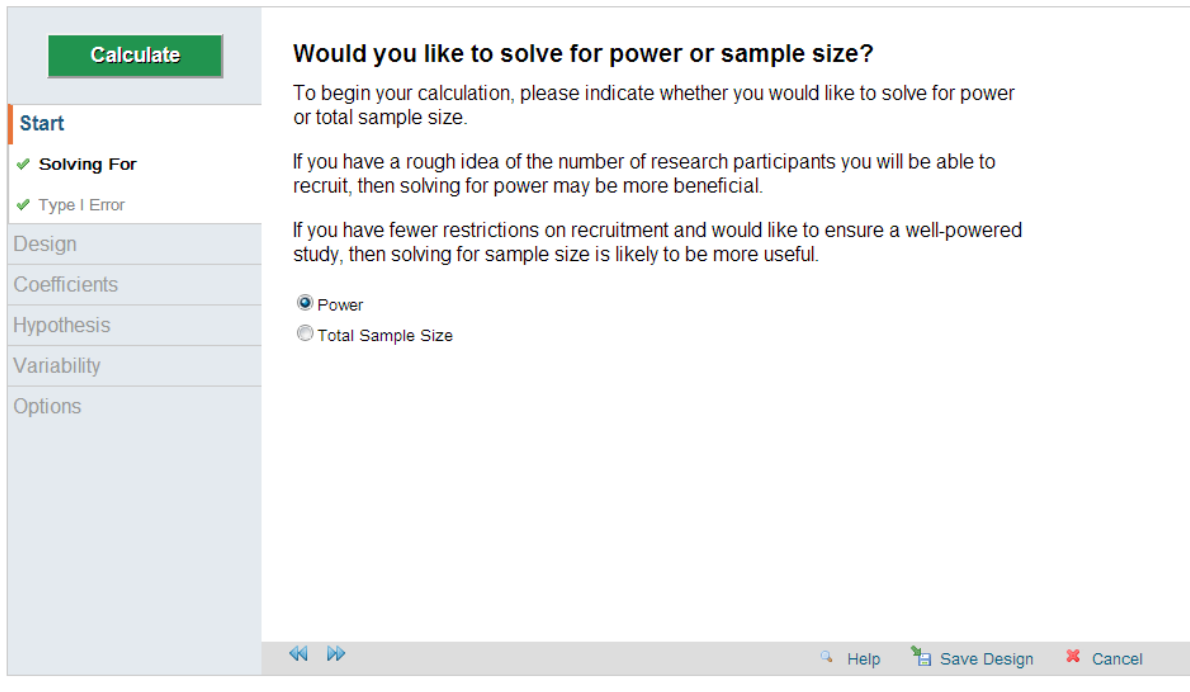 Calculate
Start
Solving For
Type I Error
Design
Coefficients
Hypothesis
Variability
Options
Would you like to solve for power or sample size?
To begin your calculation, please indicate whether you would like to solve for power
or total sample size.
If you have a rough idea of the number of research participants you will be able to
recruit, then solving for power may be more beneficial.
If you have fewer restrictions on recruitment and would like to ensure a well-powered
study, then solving for sample size is likely to be more useful.
Power
Total Sample Size
Help Save Design Cancel